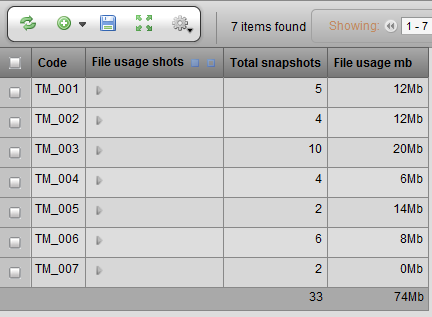 7 items found Showing: 1 - 7
Code File usage shots Total snapshots File usage mb
TM_001 5 12Mb
TM_002 4 12Mb
TM_003 10 20Mb
TM_004 4 6Mb
TM_005 2 14Mb
TM_006 6 8Mb
TM_007 2 0Mb
33 74Mb